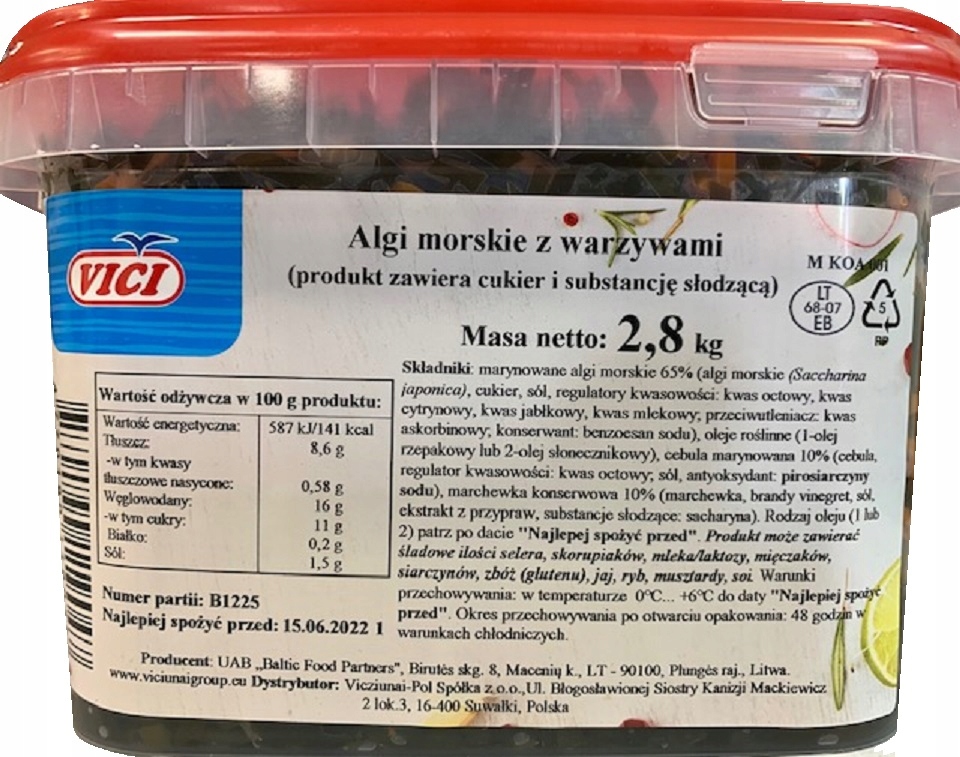 VICI
Algi morskie z warzywami
(produkt zawiera cukier i substancję słodzącą)
M KOA 001
LT
68-07
EB
5
PP
Masa netto: 2,8 kg
Wartość odżywcza w 100 g produktu:
Wartość energetyczna: 587 kJ/141 kcal
Tłuszcz: 8,6 g
-w tym kwasy
tłuszczowe nasycone: 0,58 g
Węglowodany: 16 g
-w tym cukry: 11 g
Białko: 0,2 g
Sól: 1,5 g
Numer partii: B1225
Najlepiej spożyć przed: 15.06.2022 1
Składniki: marynowane algi morskie 65% (algi morskie (Saccharina
japonica), cukier, sól, regulatory kwasowości: kwas octowy, kwas
cytrynowy, kwas jabłkowy, kwas mlekowy; przeciwutleniacz: kwas
askorbinowy; konserwant: benzoesan sodu), oleje roślinne (1-olej
rzepakowy lub 2-olej słonecznikowy), cebula marynowana 10% (cebula,
regulator kwasowości: kwas octowy; sól, antyoksydant: pirosiarczyny
sodu), marchewka konserwowa 10% (marchewka, brandy vinegret, sól,
ekstrakt z przypraw, substancje słodzące: sacharyna). Rodzaj oleju (1 lub
2) patrz po dacie "Najlepej spożyć przed". Produkt może zawierać
śladowe ilości selera, skorupiaków, mleka/laktozy, mięczaków,
siarczynów, zbóż (glutenu), jaj, ryb, musztardy, soi. Warunki
przechowywania: w temperaturze 0°C... +6°C do daty "Najlepiej spożyć
przed". Okres przechowywania po otwarciu opakowania: 48 godzin w
warunkach chłodniczych.
Producent: UAB „Baltic Food Partners", Birutės skg. 8, Macenių k., LT - 90100, Plungės raj., Litwa.
www.viciunaigroup.eu Dystrybutor: Vicziunai-Pol Spółka z.o.o.,Ul. Błogosławionej Siostry Kanizji Mackiewicz
2 lok.3, 16-400 Suwałki, Polska